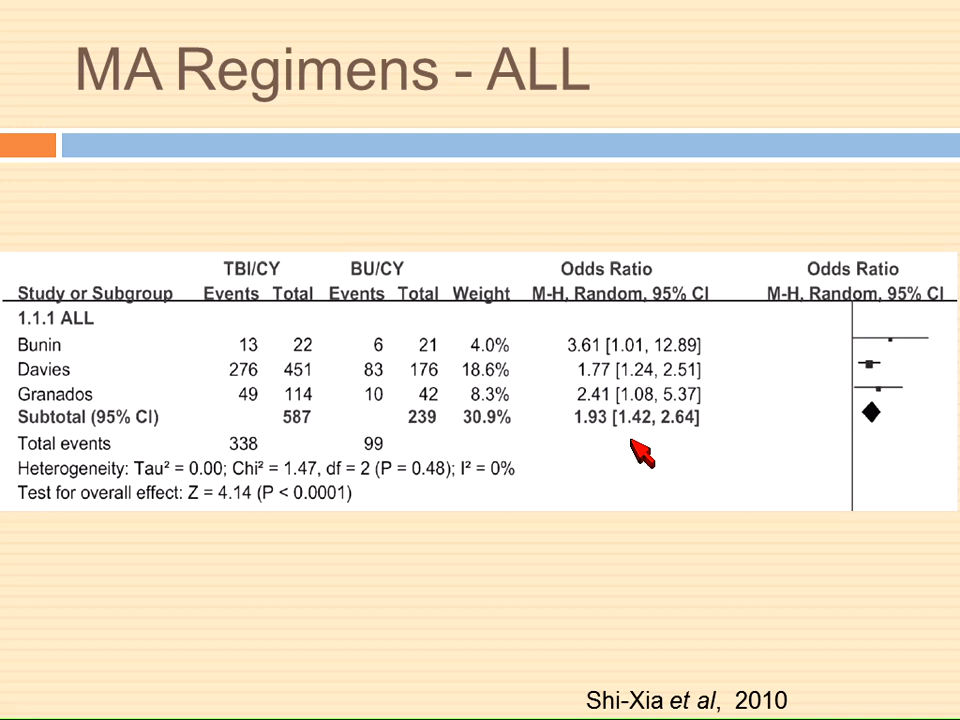 MA Regimens - ALL
TBI/CY BU/CY Odds Ratio Odds Ratio
Study or Subgroup Events Total Events Total Weight M-H, Random, 95% CI M-H, Random, 95% CI
1.1.1 ALL
Bunin 13 22 6 21 4.0% 3.61 [1.01, 12.89]
Davies 276 451 83 176 18.6% 1.77 [1.24, 2.51]
Granados 49 114 10 42 8.3% 2.41 [1.08, 5.37]
Subtotal (95% CI) 587 239 30.9% 1.93 [1.42, 2.64]
Total events 338 99
Heterogeneity: Tau² = 0.00; Chi² = 1.47, df = 2 (P = 0.48); I² = 0%
Test for overall effect: Z = 4.14 (P < 0.0001)
Shi-Xia et al, 2010